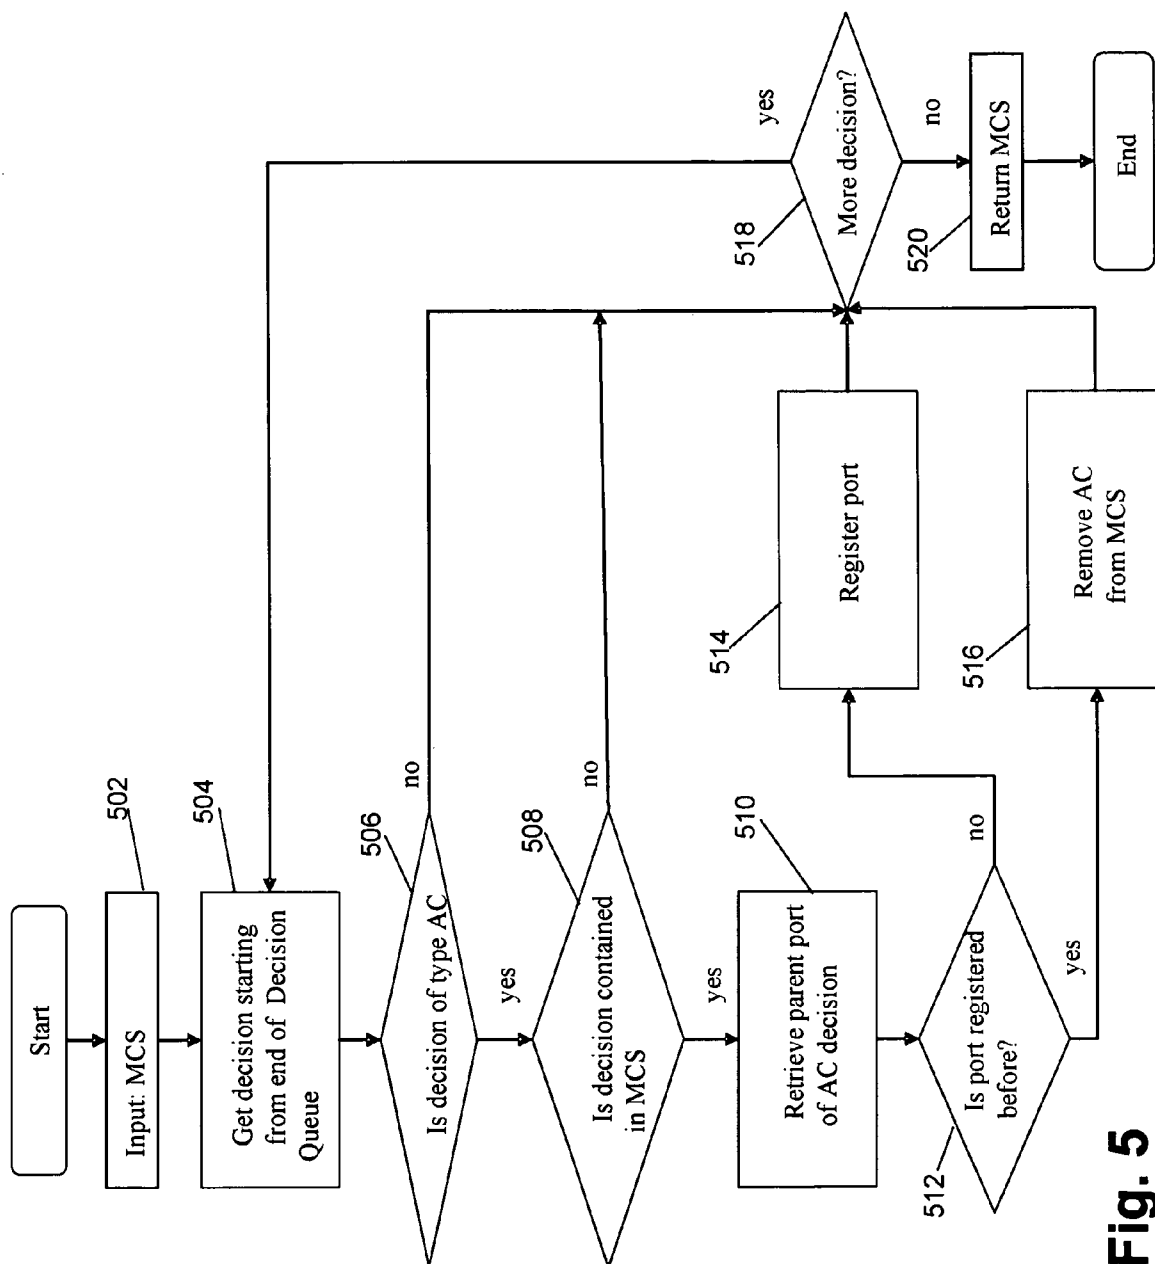 Start
502
Input: MCS
504
Get decision starting
from end of Decision
Queue
506
Is decision of type AC
no
yes
508
Is decision contained
in MCS
no
yes
510
Retrieve parent port
of AC decision
512
Is port registered
before?
no
yes
514
Register port
516
Remove AC
from MCS
518
More decision?
yes
no
520
Return MCS
End
Fig. 5